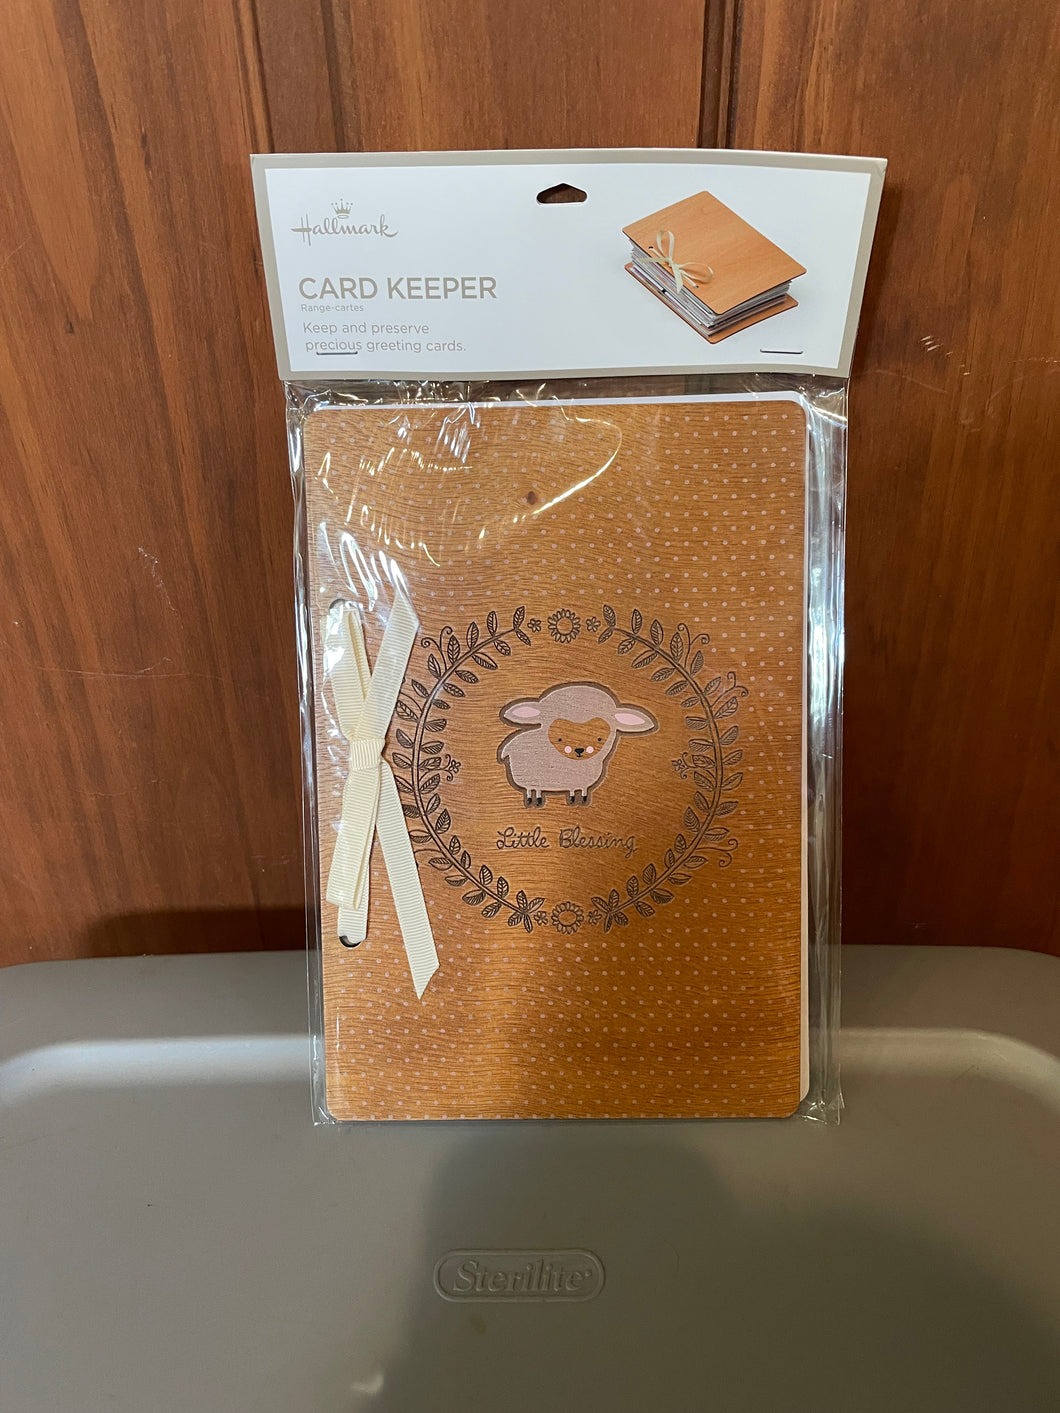 Hallmark
CARD KEEPER
Range-cartes
Keep and preserve
precious greeting cards.
Little Blessing
Sterilite®